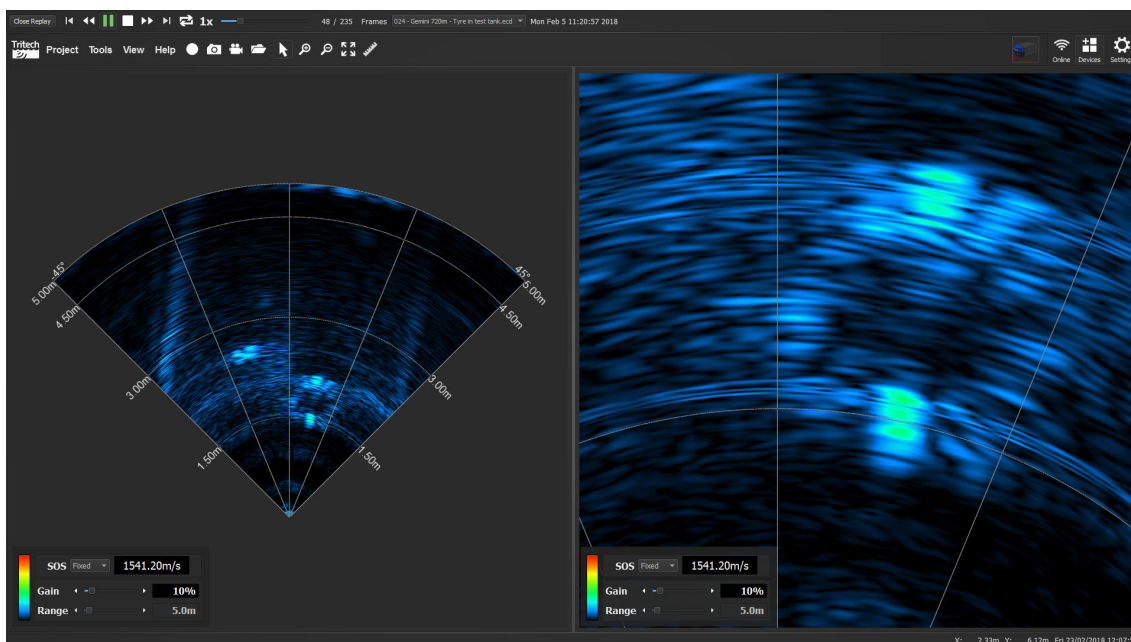 Close Replay 1x 48 / 235 Frames 024 - Gemini 720m - Tyre in test tank.ecd Mon Feb 5 11:20:57 2018
Tritech Project Tools View Help Online Devices Setting
-45° 45°
5.00m 5.00m
4.50m 4.50m
3.00m 3.00m
1.50m 1.50m
SOS Fixed 1541.20m/s
Gain 10%
Range 5.0m
SOS Fixed 1541.20m/s
Gain 10%
Range 5.0m
X: 2.33m Y: 6.12m Fri 23/02/2018 12:07: